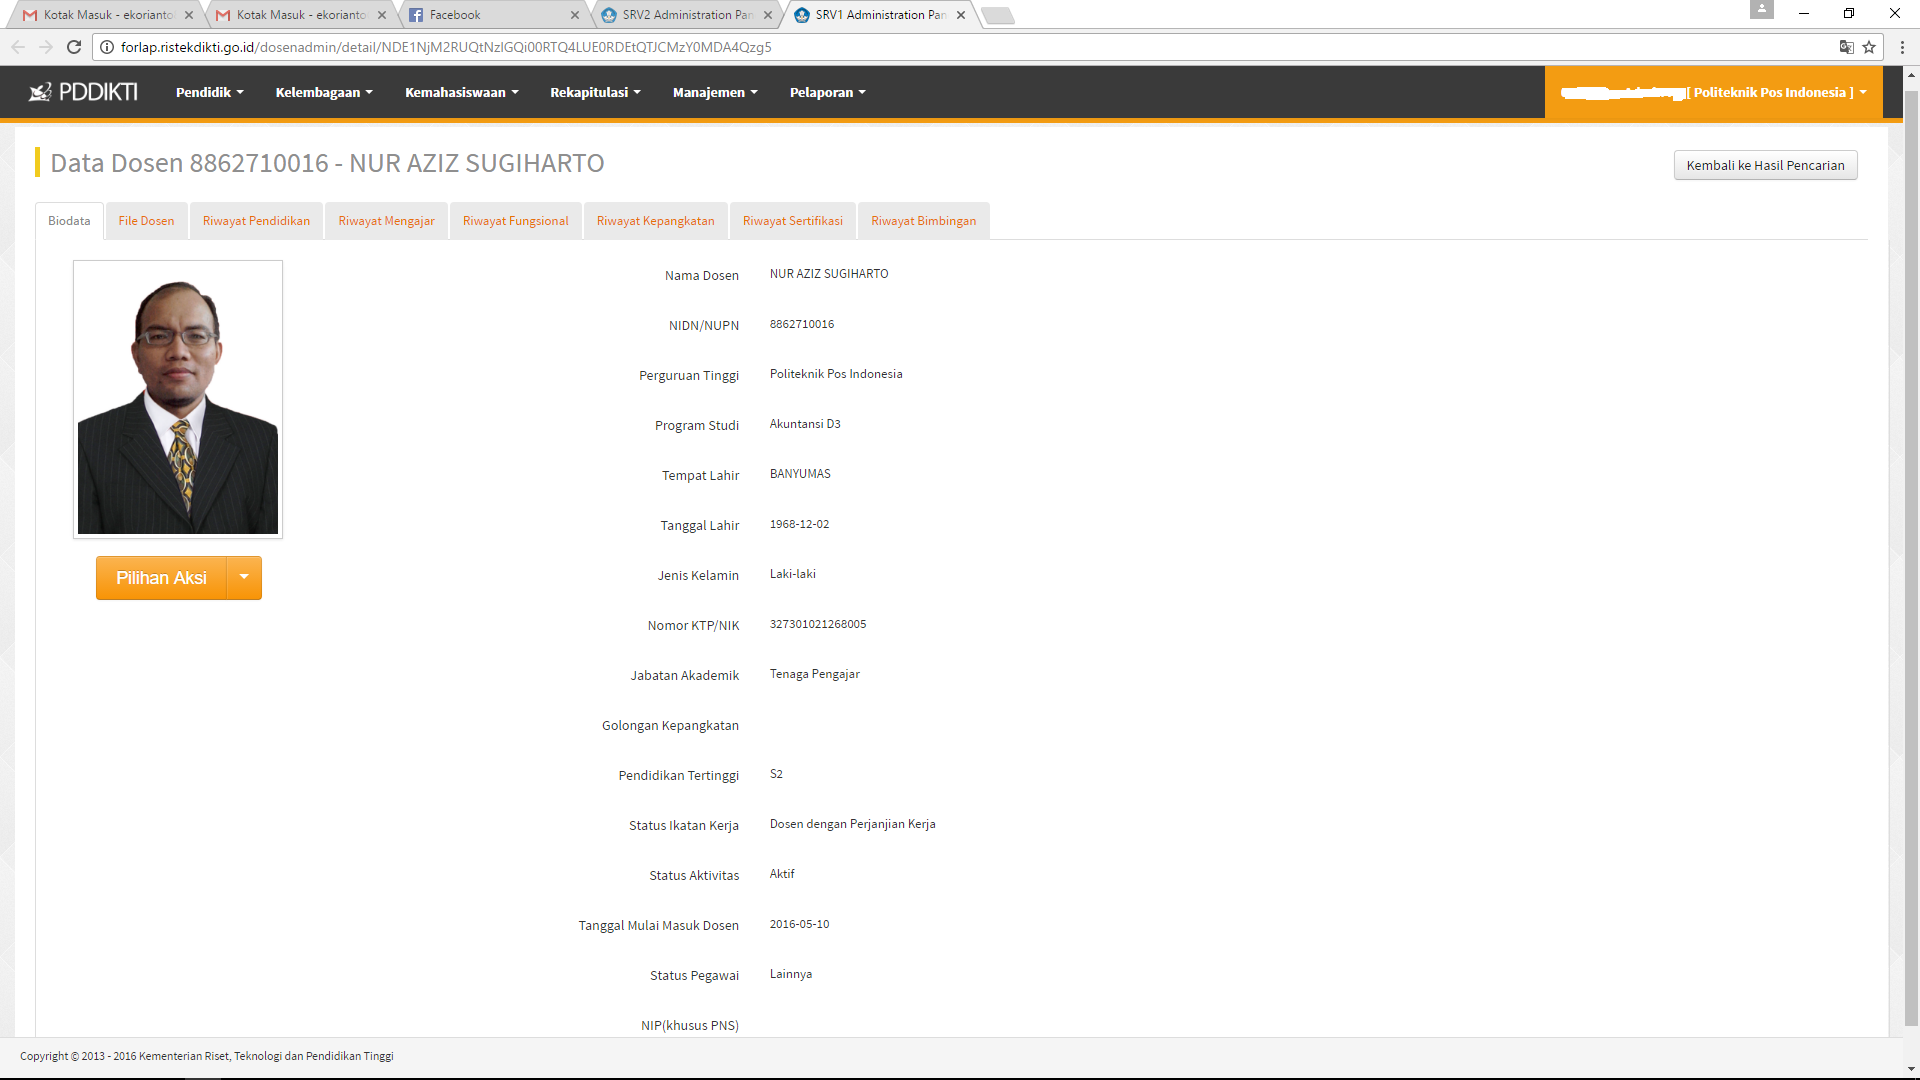 Kotak Masuk - ekorianto
Kotak Masuk - ekorianto
Facebook
SRV2 Administration Pan
SRV1 Administration Pan
forlap.ristekdikti.go.id/dosenadmin/detail/NDE1NjM2RUQtNzlGQi00RTQ4LUE0RDEtQTJCMzY0MDA4Qzg5
PDDIKTI
Pendidik
Kelembagaan
Kemahasiswaan
Rekapitulasi
Manajemen
Pelaporan
[ Politeknik Pos Indonesia ]
Data Dosen 8862710016 - NUR AZIZ SUGIHARTO
Kembali ke Hasil Pencarian
Biodata
File Dosen
Riwayat Pendidikan
Riwayat Mengajar
Riwayat Fungsional
Riwayat Kepangkatan
Riwayat Sertifikasi
Riwayat Bimbingan
Nama Dosen NUR AZIZ SUGIHARTO
NIDN/NUPN 8862710016
Perguruan Tinggi Politeknik Pos Indonesia
Program Studi Akuntansi D3
Tempat Lahir BANYUMAS
Tanggal Lahir 1968-12-02
Pilihan Aksi
Jenis Kelamin Laki-laki
Nomor KTP/NIK 327301021268005
Jabatan Akademik Tenaga Pengajar
Golongan Kepangkatan
Pendidikan Tertinggi S2
Status Ikatan Kerja Dosen dengan Perjanjian Kerja
Status Aktivitas Aktif
Tanggal Mulai Masuk Dosen 2016-05-10
Status Pegawai Lainnya
NIP(khusus PNS)
Copyright © 2013 - 2016 Kementerian Riset, Teknologi dan Pendidikan Tinggi